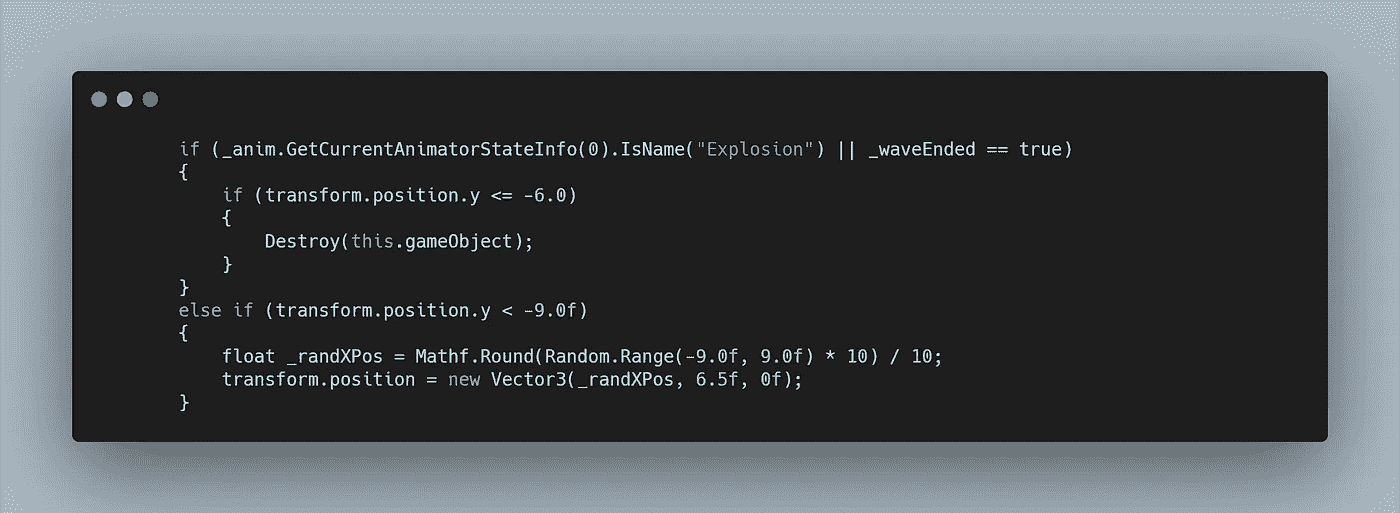 if (_anim.GetCurrentAnimatorStateInfo(0).IsName("Explosion") || _waveEnded == true)
{
    if (transform.position.y <= -6.0)
    {
        Destroy(this.gameObject);
    }
}
else if (transform.position.y < -9.0f)
{
    float _randXPos = Mathf.Round(Random.Range(-9.0f, 9.0f) * 10) / 10;
    transform.position = new Vector3(_randXPos, 6.5f, 0f);
}